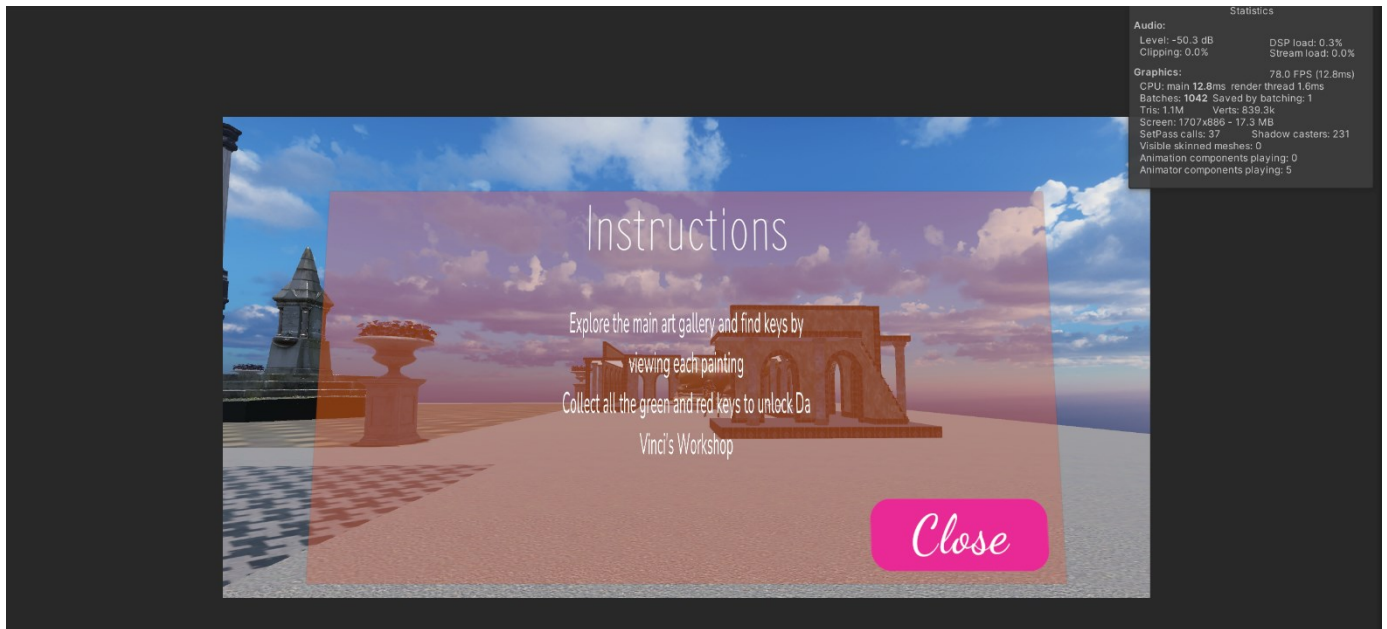 Statistics
Audio:
Level: -50.3 dB DSP load: 0.3%
Clipping: 0.0% Stream load: 0.0%
Graphics: 78.0 FPS (12.8ms)
CPU: main 12.8ms render thread 1.6ms
Batches: 1042 Saved by batching: 1
Tris: 1.1M Verts: 839.3k
Screen: 1707x886 - 17.3 MB
SetPass calls: 37 Shadow casters: 231
Visible skinned meshes: 0
Animation components playing: 0
Animator components playing: 5
Instructions
Explore the main art gallery and find keys by
viewing each painting
Collect all the green and red keys to unlock Da
Vinci's Workshop
Close